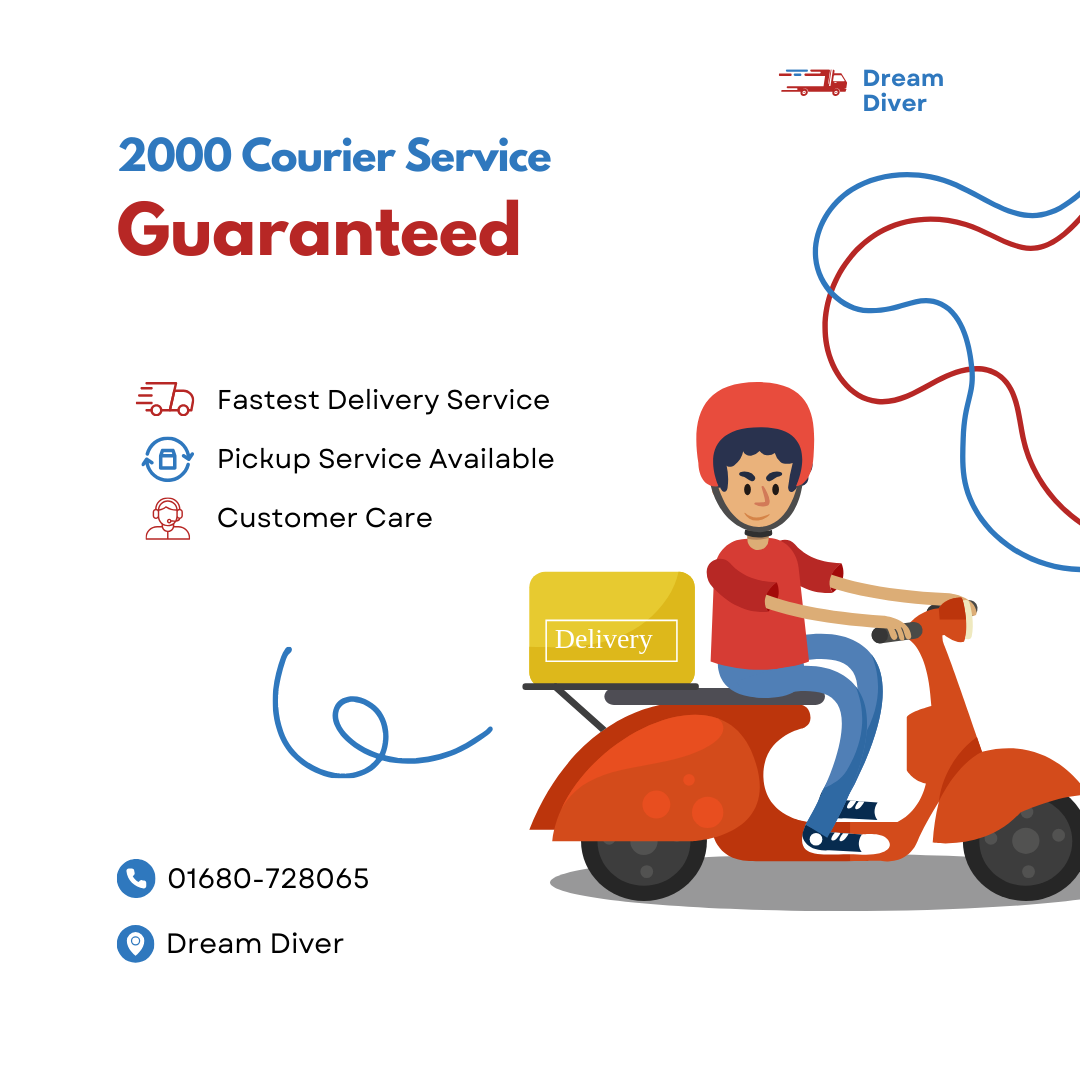 Dream
Diver
2000 Courier Service
Guaranteed
Fastest Delivery Service
Pickup Service Available
Customer Care
Delivery
01680-728065
Dream Diver